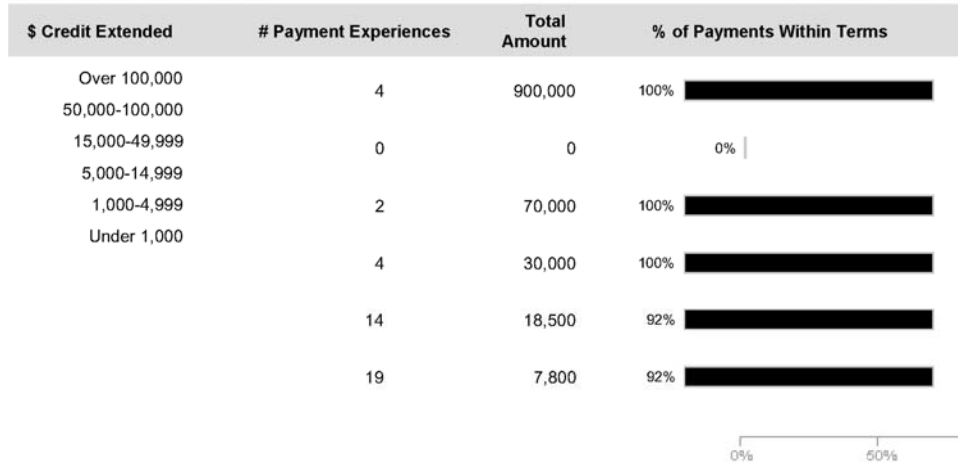 $ Credit Extended # Payment Experiences Total Amount % of Payments Within Terms
Over 100,000
4 900,000 100%
50,000-100,000
15,000-49,999
0 0 0%
5,000-14,999
1,000-4,999
2 70,000 100%
Under 1,000
4 30,000 100%
14 18,500 92%
19 7,800 92%
0% 50%